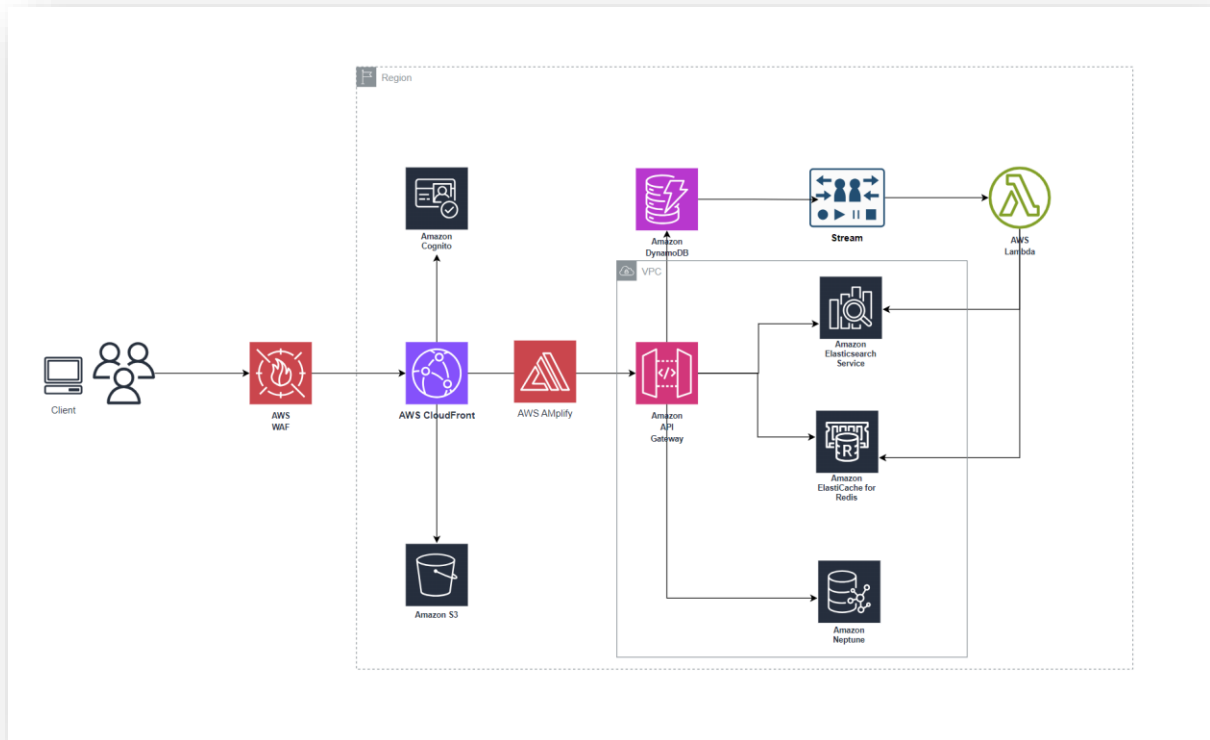 Region
Amazon
Cognito
Amazon
DynamoDB
Stream
AWS
Lambda
VPC
Amazon
Elasticsearch
Service
Client
AWS
WAF
AWS CloudFront
AWS AMplify
Amazon
API
Gateway
R
Amazon
ElastiCache for
Redis
Amazon S3
Amazon
Neptune